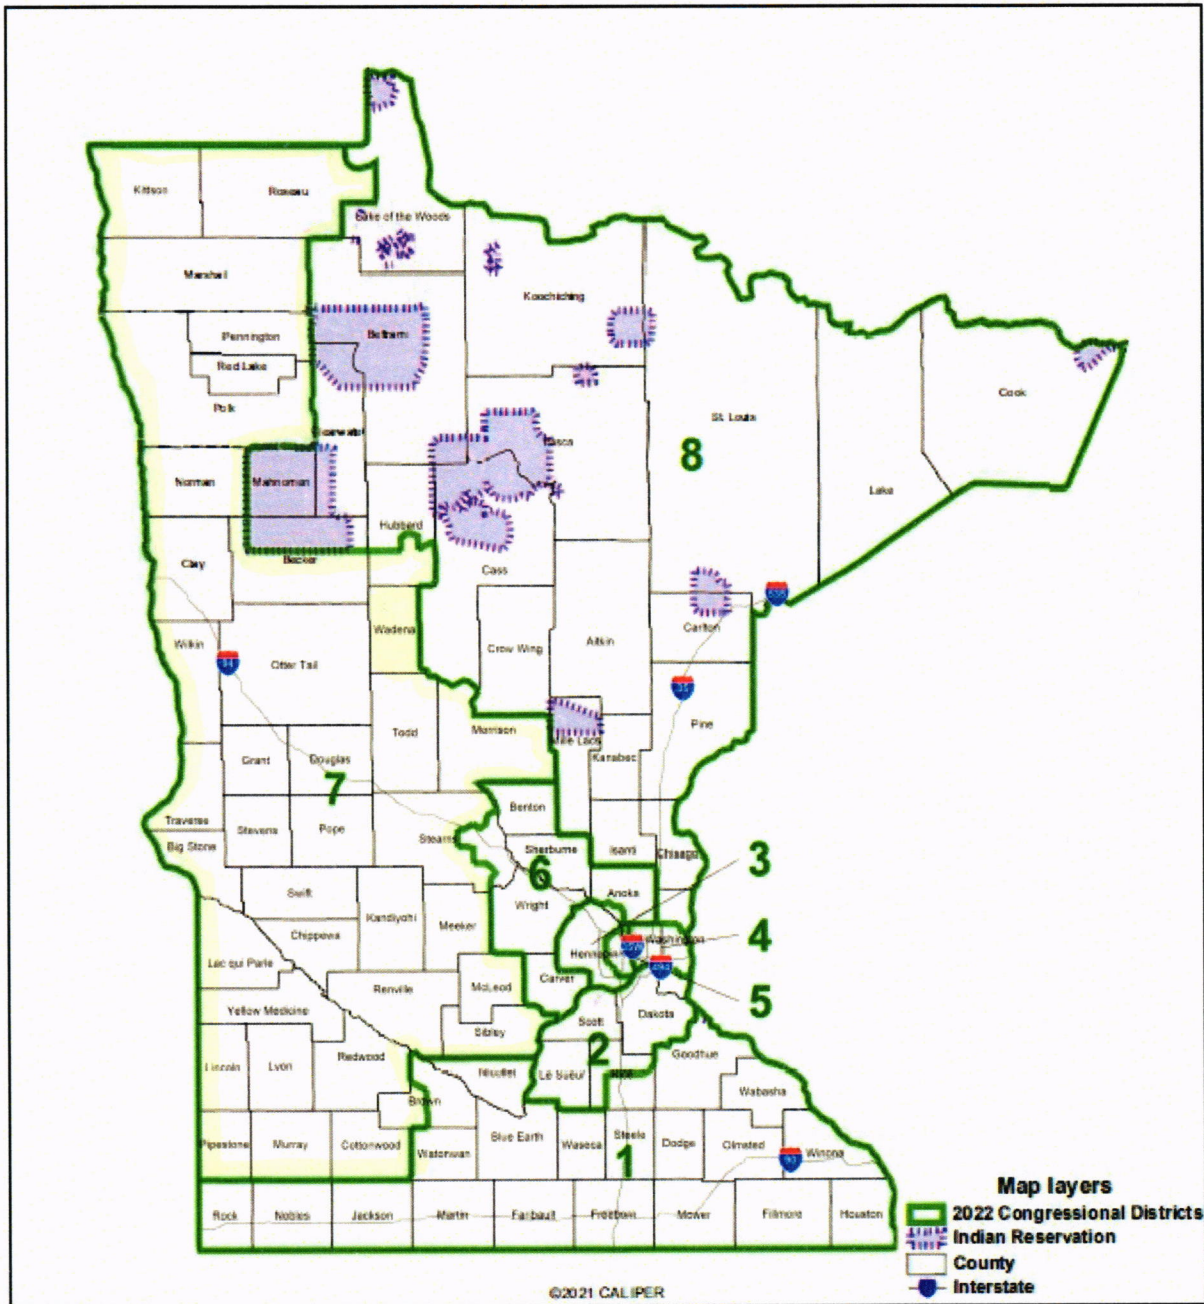 Kittson
Roseau
Lake of the Woods
Marshall
Koochiching
Beltrami
Pennington
Red Lake
Polk
Cook
St. Louis
Clearwater
Itasca
8
Norman
Mahnomen
Lake
Hubbard
Clay
Becker
Cass
Wadena
Carlton
Wilkin
Aitkin
Crow Wing
94
Otter Tail
35
Pine
Todd
Morrison
Mille Lacs
Kanabec
Grant
Douglas
7
Benton
Traverse
Stevens
Pope
Stearns
Big Stone
Sherburne
Isanti
Chisago
3
6
Swift
Anoka
Wright
Kandiyohi
Meeker
Chippewa
4
Washington
Hennepin
Lac qui Parle
Carver
McLeod
Renville
5
Yellow Medicine
Dakota
Scott
Sibley
2
Goodhue
Redwood
Lincoln
Lyon
Nicollet
Le Sueur
Rice
Wabasha
Brown
Pipestone
Murray
Cottonwood
Watonwan
Blue Earth
Waseca
Steele
Dodge
Olmsted
Winona
90
1
Rock
Nobles
Jackson
Martin
Faribault
Freeborn
Mower
Fillmore
Houston
Map layers
2022 Congressional Districts
Indian Reservation
County
Interstate
©2021 CALIPER